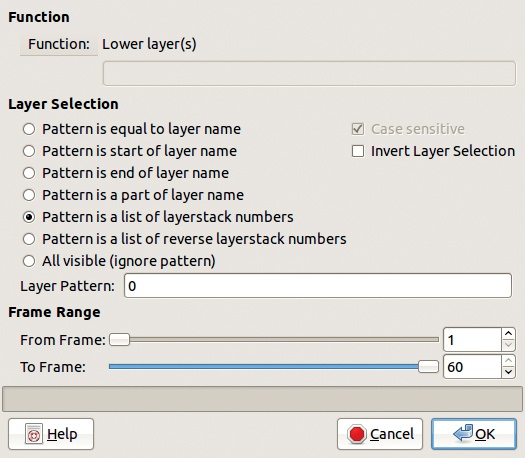 Function
Function: Lower layer(s)
Layer Selection
Pattern is equal to layer name
Case sensitive
Pattern is start of layer name
Invert Layer Selection
Pattern is end of layer name
Pattern is a part of layer name
Pattern is a list of layerstack numbers
Pattern is a list of reverse layerstack numbers
All visible (ignore pattern)
Layer Pattern: 0
Frame Range
From Frame: 1
To Frame: 60
Help
Cancel
OK